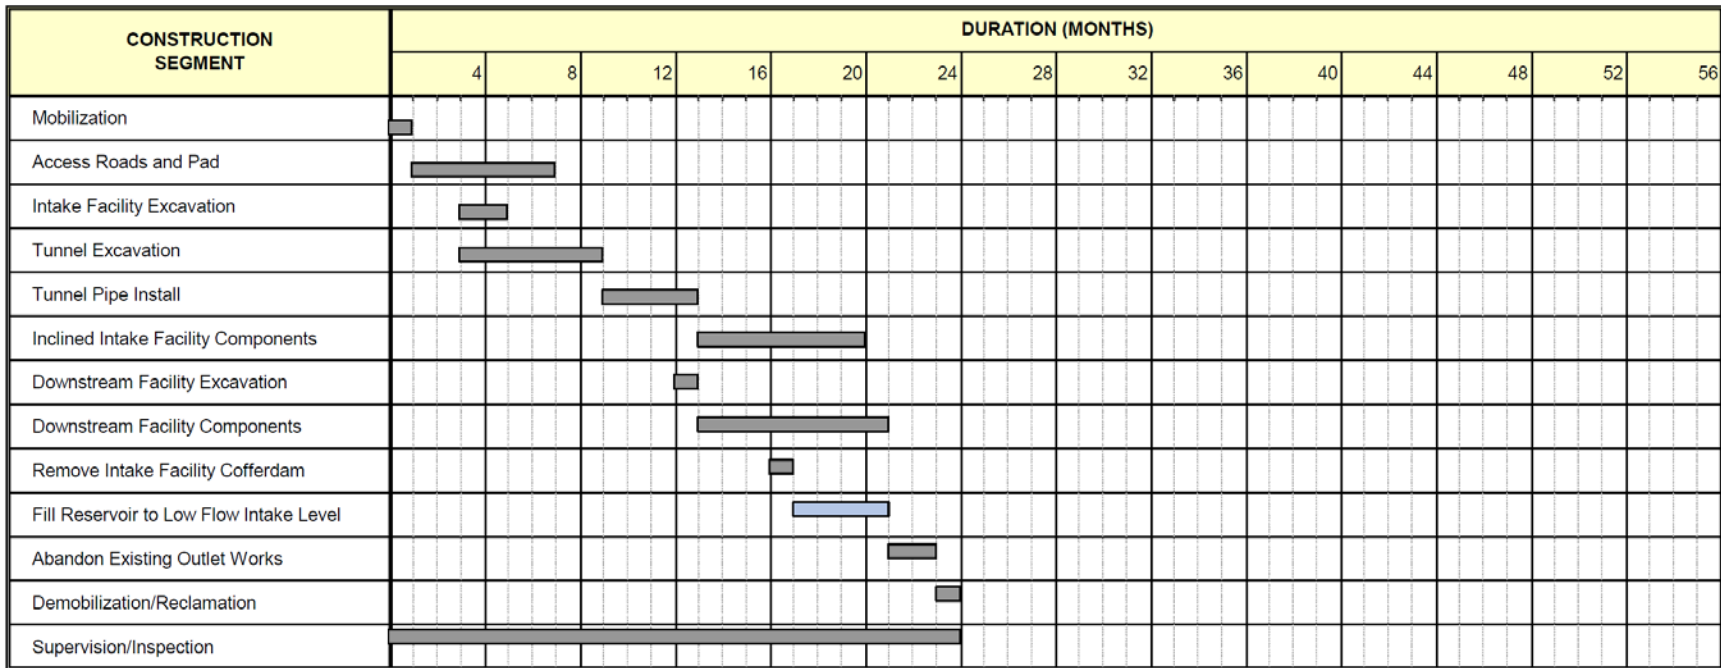 CONSTRUCTION
SEGMENT
DURATION (MONTHS)
4 8 12 16 20 24 28 32 36 40 44 48 52 56
Mobilization
Access Roads and Pad
Intake Facility Excavation
Tunnel Excavation
Tunnel Pipe Install
Inclined Intake Facility Components
Downstream Facility Excavation
Downstream Facility Components
Remove Intake Facility Cofferdam
Fill Reservoir to Low Flow Intake Level
Abandon Existing Outlet Works
Demobilization/Reclamation
Supervision/Inspection